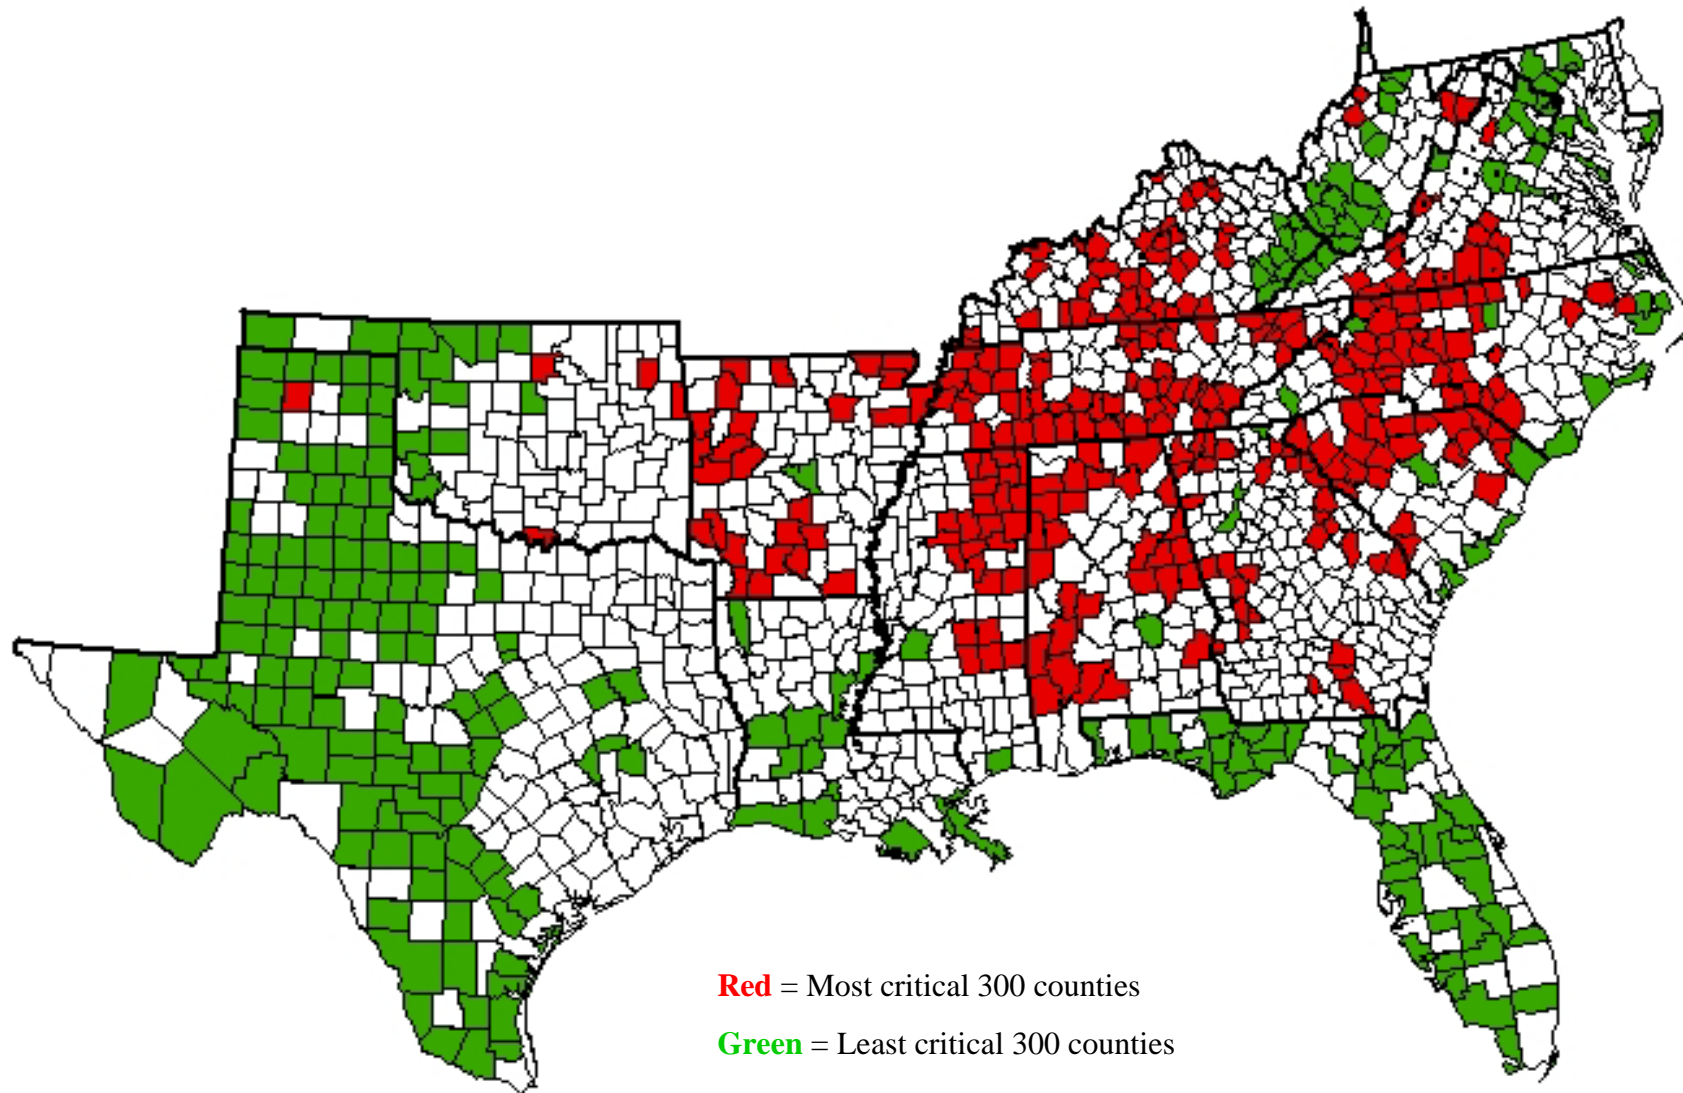 Red = Most critical 300 counties
Green = Least critical 300 counties